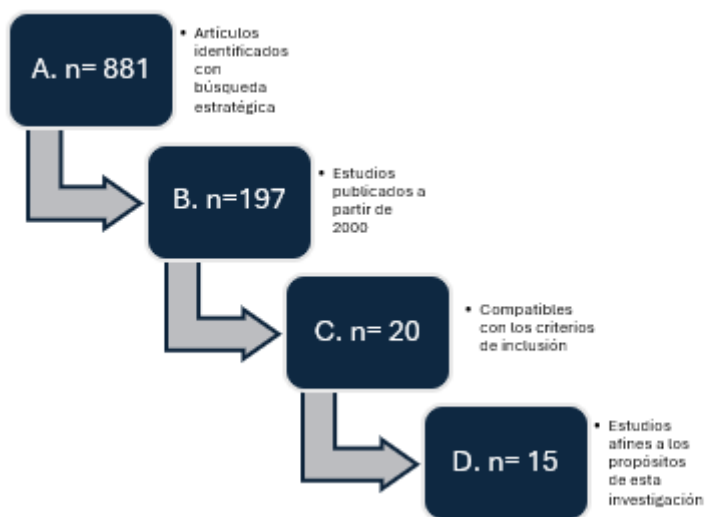 A. n= 881
• Artículos
identificados
con
búsqueda
estratégica
B. n=197
• Estudios
publicados a
partir de
2000
C. n= 20
• Compatibles
con los criterios
de inclusión
D. n= 15
• Estudios
afines a los
propósitos
de esta
investigación